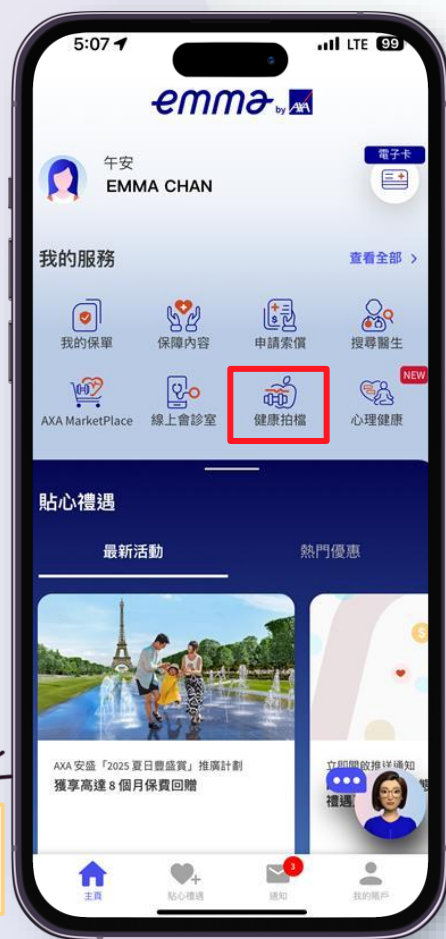 5:07
LTE 99
emma by AXA
電子卡
午安
EMMA CHAN
我的服務
查看全部 >
我的保單
保障內容
申請索償
搜尋醫生
NEW
AXA MarketPlace
線上會診室
健康拍檔
心理健康
貼心禮遇
最新活動
熱門優惠
AXA 安盛「2025 夏日豐盛賞」推廣計劃
獲享高達 8 個月保費回贈
立即開啟推送通知
禮遇
3
主頁
貼心禮遇
通知
我的賬戶